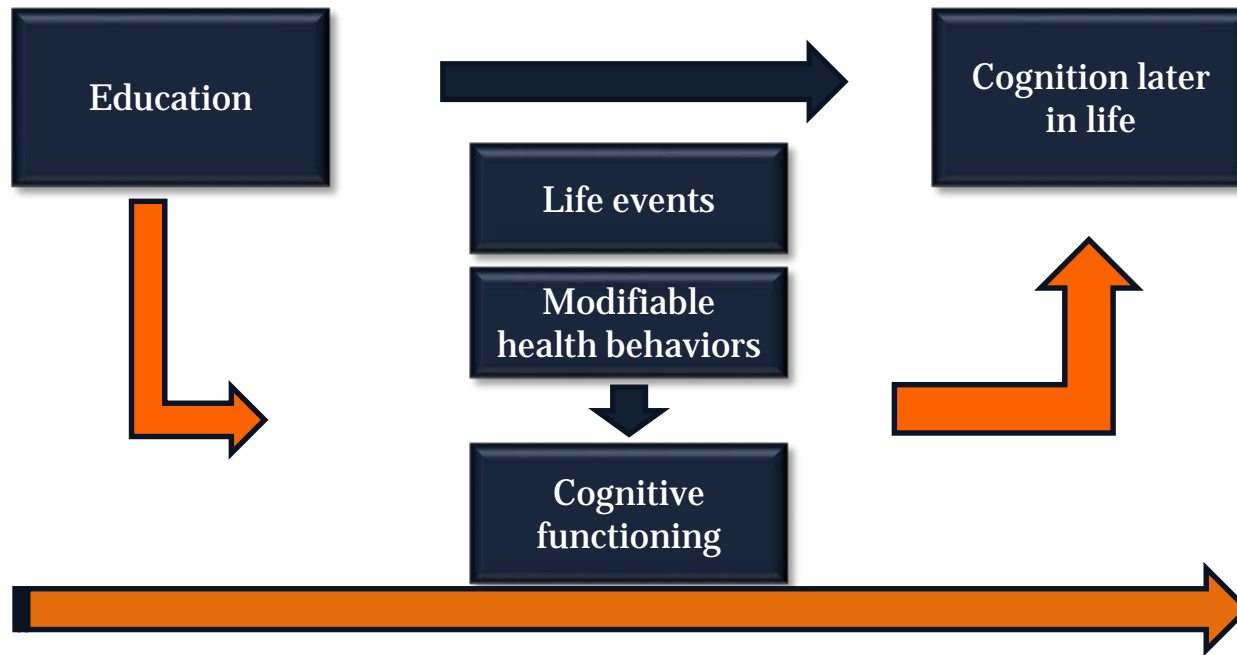 Education
Cognition later
in life
Life events
Modifiable
health behaviors
Cognitive
functioning